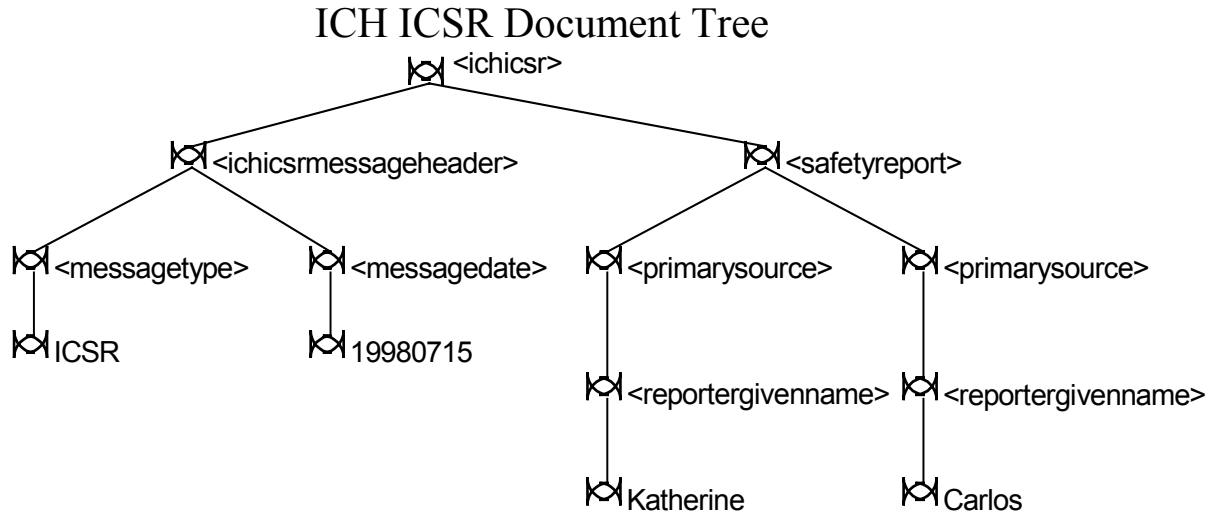 ICH ICSR Document Tree
<ichicsr>
<ichicsrmessageheader>
<safetyreport>
<messagetype>
<messagedate>
<primarysource>
<primarysource>
ICSR
19980715
<reportergivenname>
<reportergivenname>
Katherine
Carlos